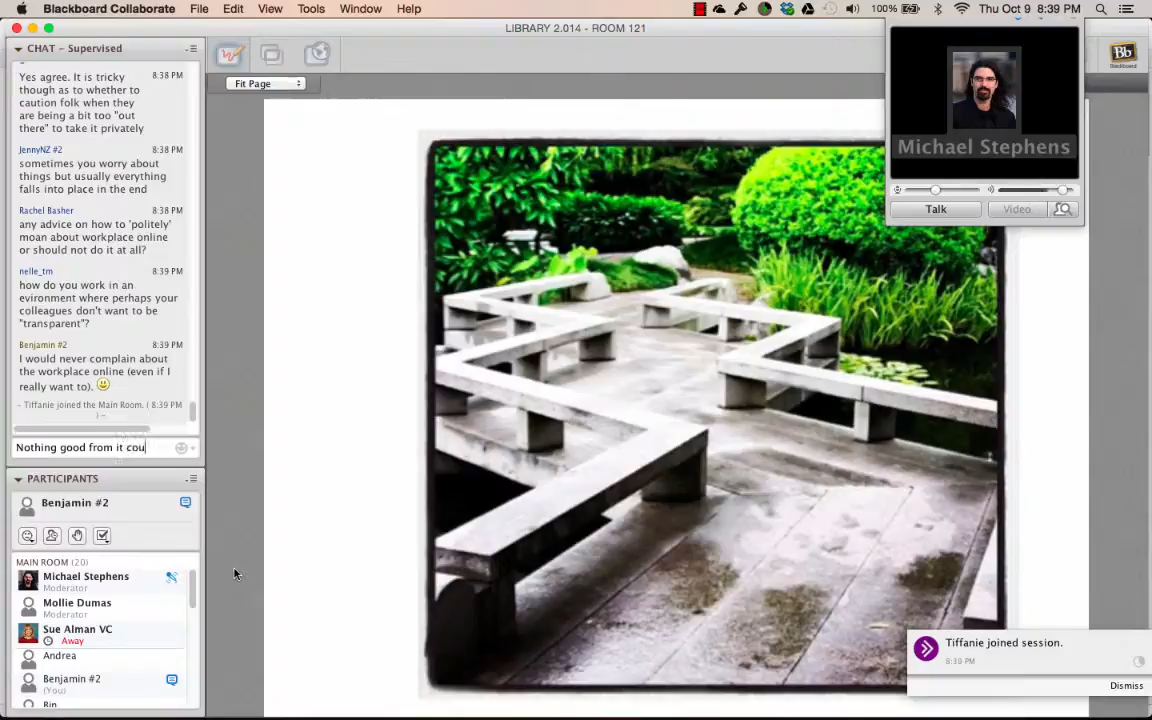 Blackboard Collaborate File Edit View Tools Window Help
100% Thu Oct 9 8:39 PM
LIBRARY 2.014 - ROOM 121
CHAT – Supervised
Yes agree. It is tricky 8:38 PM
though as to whether to
caution folk when they
are being a bit too "out
there" to take it privately
JennyNZ #2 8:38 PM
sometimes you worry about
things but usually everything
falls into place in the end
Rachel Basher 8:38 PM
any advice on how to 'politely'
moan about workplace online
or should not do it at all?
nelle_tm 8:39 PM
how do you work in an
evironment where perhaps your
colleagues don't want to be
"transparent"?
Benjamin #2 8:39 PM
I would never complain about
the workplace online (even if I
really want to).
- Tiffanie joined the Main Room. ( 8:39 PM
) -
Nothing good from it cou
PARTICIPANTS
Benjamin #2
MAIN ROOM (20)
Michael Stephens
Moderator
Mollie Dumas
Moderator
Sue Alman VC
Away
Andrea
Benjamin #2
(You)
Bin
Fit Page
Bb
Blackboard
Michael Stephens
Talk Video
Tiffanie joined session.
8:39 PM
Dismiss